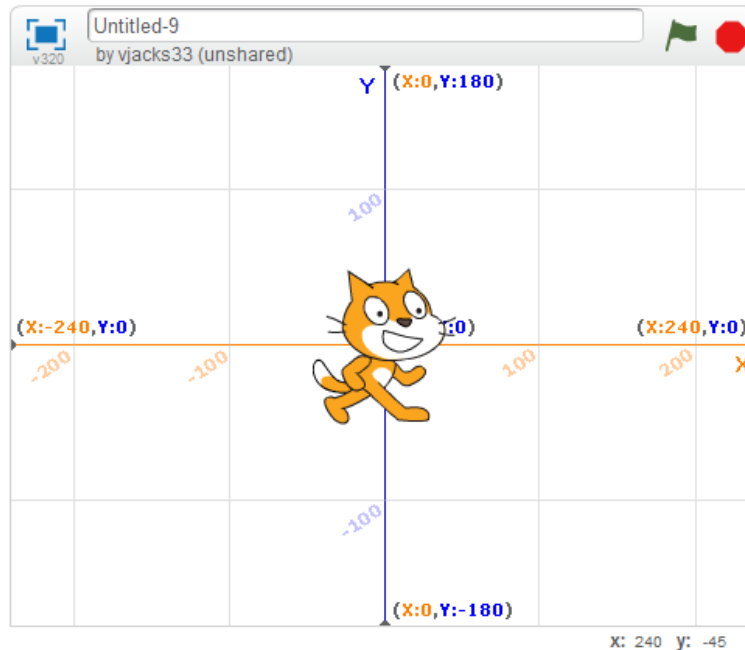 Untitled-9
v320
by vjacks33 (unshared)
Y
(X:0,Y:180)
100
(X:-240,Y:0)
:0)
(X:240,Y:0)
-200
-100
100
200
X
-100
(X:0,Y:-180)
x: 240 y: -45